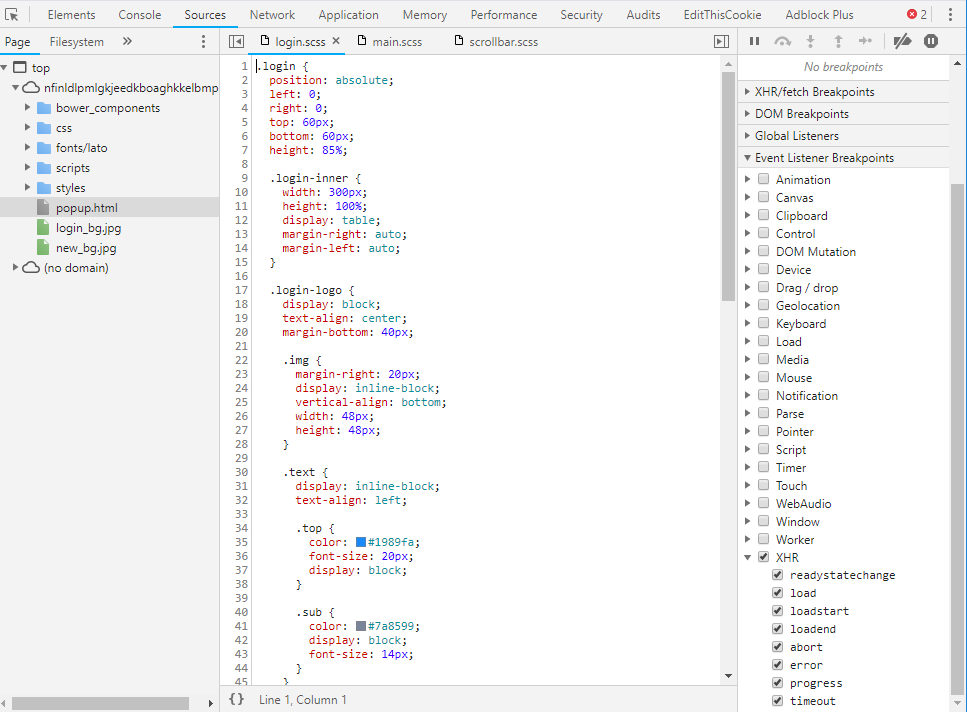 Elements Console Sources Network Application Memory Performance Security Audits EditThisCookie Adblock Plus 2
Page Filesystem »
login.scss × main.scss scrollbar.scss
top
nfinldlpmlgkjeedkboaghkkelbmp
bower_components
css
fonts/lato
scripts
styles
popup.html
login_bg.jpg
new_bg.jpg
(no domain)
1 .login {
2 position: absolute;
3 left: 0;
4 right: 0;
5 top: 60px;
6 bottom: 60px;
7 height: 85%;
8
9 .login-inner {
10 width: 300px;
11 height: 100%;
12 display: table;
13 margin-right: auto;
14 margin-left: auto;
15 }
16
17 .login-logo {
18 display: block;
19 text-align: center;
20 margin-bottom: 40px;
21
22 .img {
23 margin-right: 20px;
24 display: inline-block;
25 vertical-align: bottom;
26 width: 48px;
27 height: 48px;
28 }
29
30 .text {
31 display: inline-block;
32 text-align: left;
33
34 .top {
35 color: #1989fa;
36 font-size: 20px;
37 display: block;
38 }
39
40 .sub {
41 color: #7a8599;
42 display: block;
43 font-size: 14px;
44 }
45 }
{} Line 1, Column 1
No breakpoints
XHR/fetch Breakpoints
DOM Breakpoints
Global Listeners
Event Listener Breakpoints
Animation
Canvas
Clipboard
Control
DOM Mutation
Device
Drag / drop
Geolocation
Keyboard
Load
Media
Mouse
Notification
Parse
Pointer
Script
Timer
Touch
WebAudio
Window
Worker
XHR
readystatechange
load
loadstart
loadend
abort
error
progress
timeout